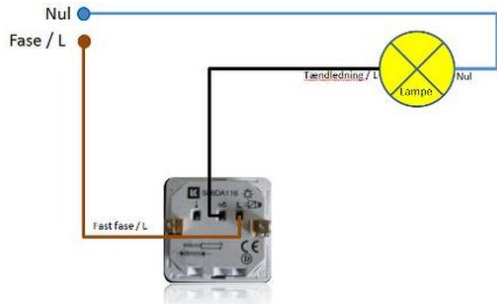 Nul
Fase / L
Tændledning / L
Nul
Lampe
Fast fase / L
L
CE